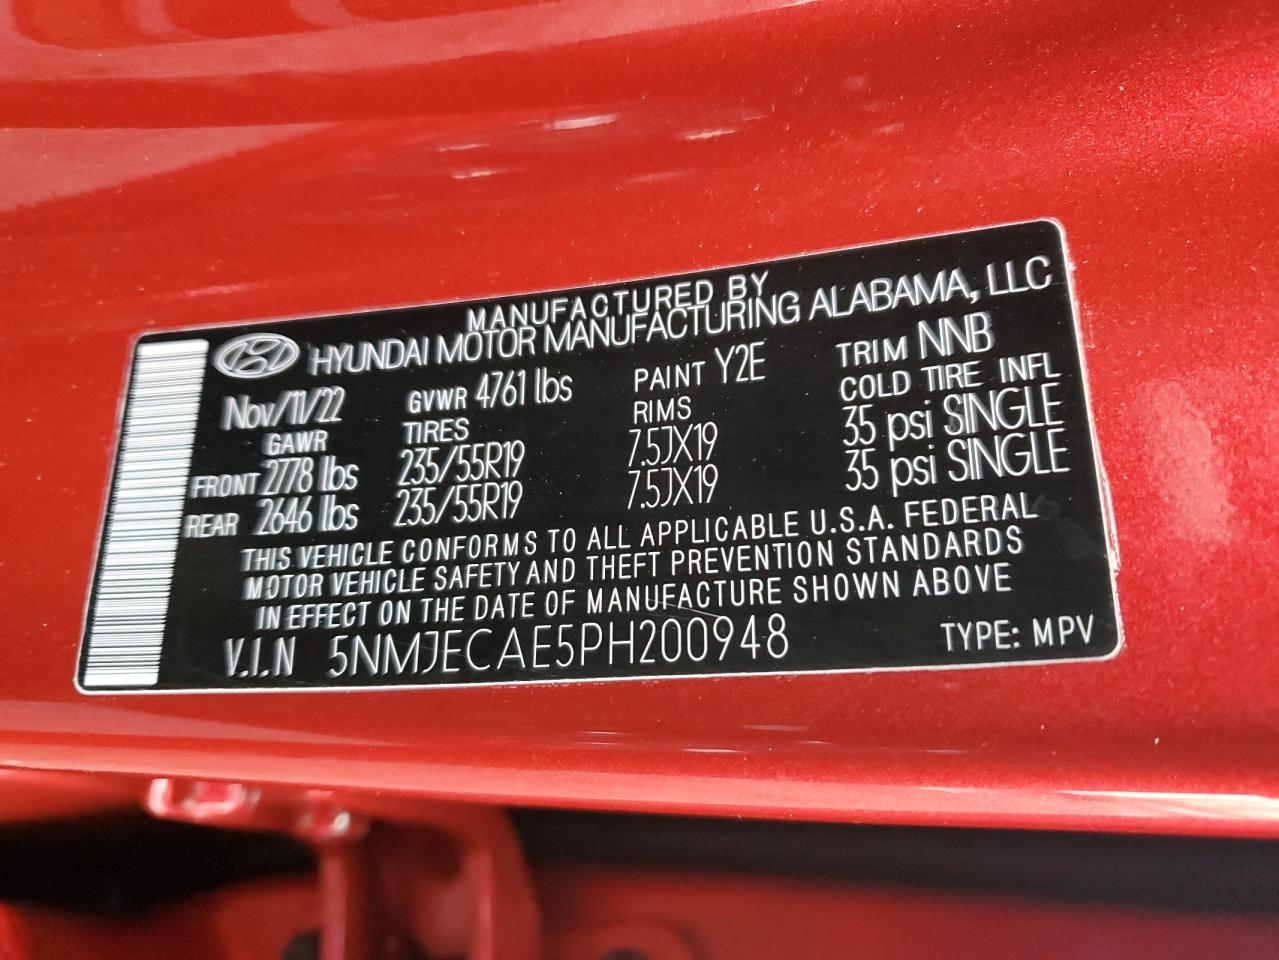 MANUFACTURED BY
HYUNDAI MOTOR MANUFACTURING ALABAMA, LLC
Nov/11/22 GVWR 4761 lbs PAINT Y2E TRIM NNB
GAWR TIRES RIMS COLD TIRE INFL
FRONT 2778 lbs 235/55R19 7.5JX19 35 psi SINGLE
REAR 2646 lbs 235/55R19 7.5JX19 35 psi SINGLE
THIS VEHICLE CONFORMS TO ALL APPLICABLE U.S.A. FEDERAL
MOTOR VEHICLE SAFETY AND THEFT PREVENTION STANDARDS
IN EFFECT ON THE DATE OF MANUFACTURE SHOWN ABOVE
V.I.N 5NMJECAE5PH200948 TYPE: MPV